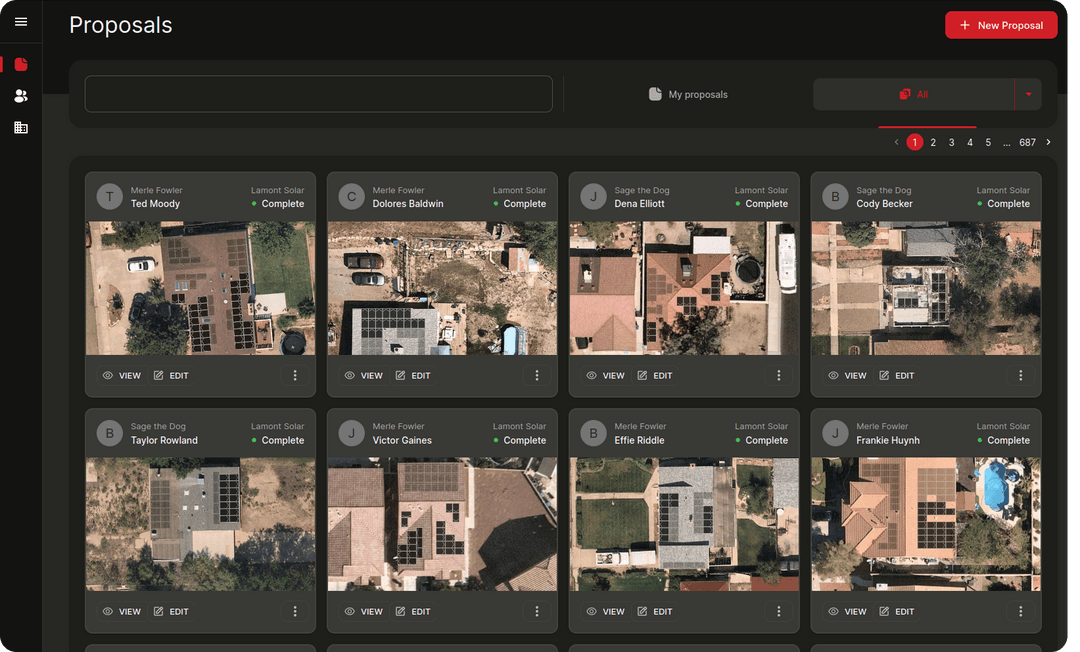 Proposals
New Proposal
My proposals
All
1 2 3 4 5 ... 687
T
Merle Fowler
Lamont Solar
Ted Moody
Complete
C
Merle Fowler
Lamont Solar
Dolores Baldwin
Complete
J
Sage the Dog
Lamont Solar
Dena Elliott
Complete
B
Sage the Dog
Lamont Solar
Cody Becker
Complete
VIEW EDIT
VIEW EDIT
VIEW EDIT
VIEW EDIT
B
Sage the Dog
Lamont Solar
Taylor Rowland
Complete
J
Merle Fowler
Lamont Solar
Victor Gaines
Complete
B
Merle Fowler
Lamont Solar
Effie Riddle
Complete
J
Merle Fowler
Lamont Solar
Frankie Huynh
Complete
VIEW EDIT
VIEW EDIT
VIEW EDIT
VIEW EDIT